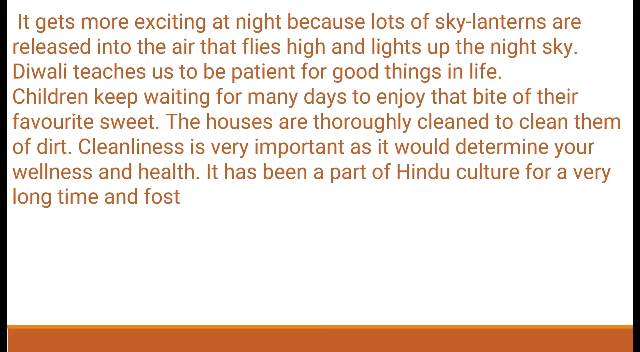 It gets more exciting at night because lots of sky-lanterns are
released into the air that flies high and lights up the night sky.
Diwali teaches us to be patient for good things in life.
Children keep waiting for many days to enjoy that bite of their
favourite sweet. The houses are thoroughly cleaned to clean them
of dirt. Cleanliness is very important as it would determine your
wellness and health. It has been a part of Hindu culture for a very
long time and fost